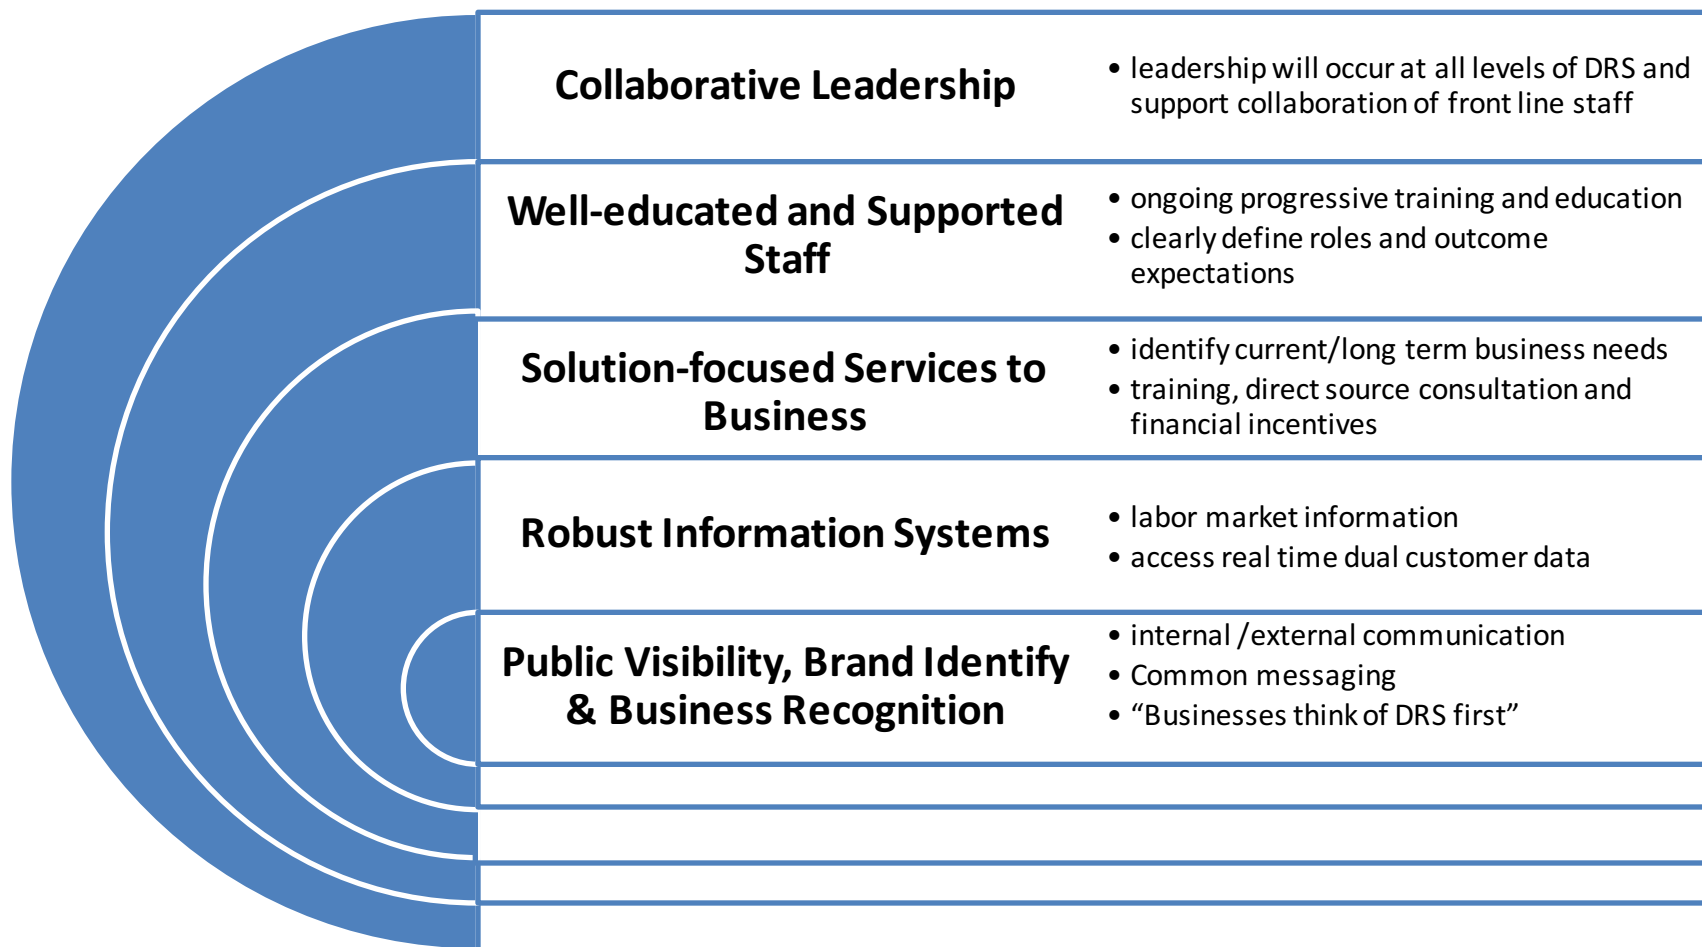 Collaborative Leadership
• leadership will occur at all levels of DRS and
support collaboration of front line staff
Well-educated and Supported
Staff
• ongoing progressive training and education
• clearly define roles and outcome
expectations
Solution-focused Services to
Business
• identify current/long term business needs
• training, direct source consultation and
financial incentives
Robust Information Systems
• labor market information
• access real time dual customer data
Public Visibility, Brand Identify
& Business Recognition
• internal /external communication
• Common messaging
• “Businesses think of DRS first”